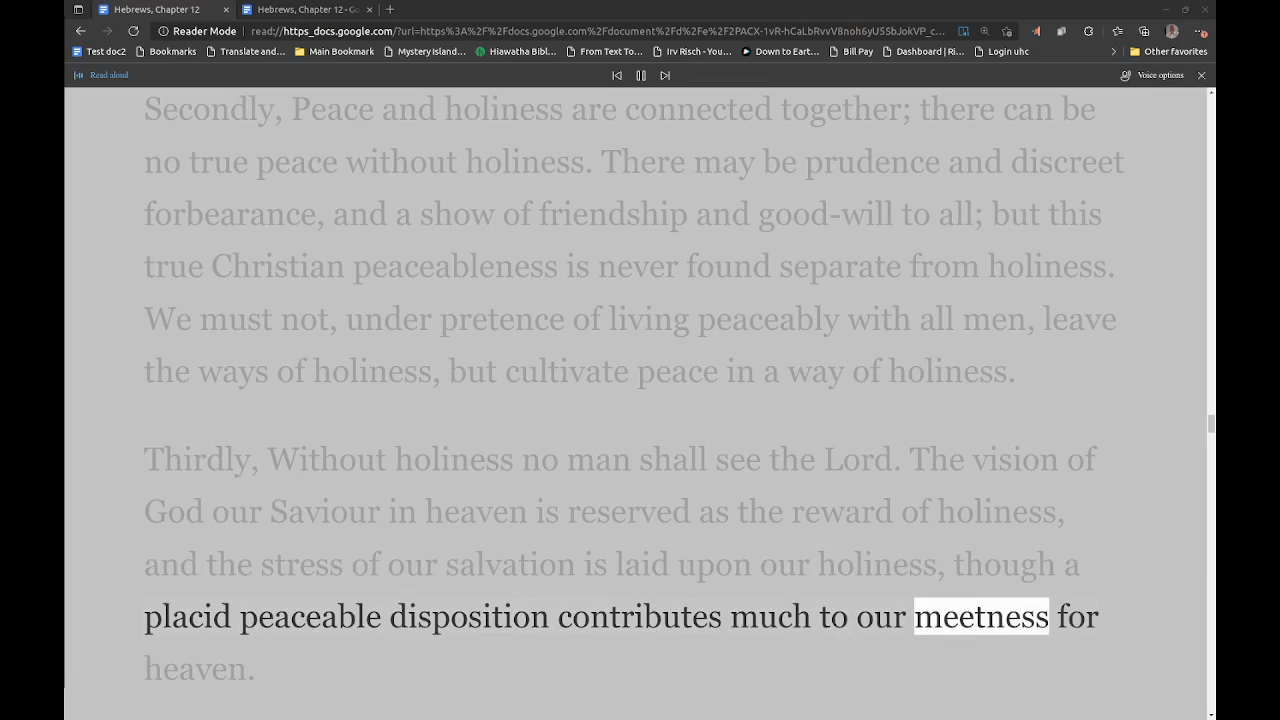 Hebrews, Chapter 12
Hebrews, Chapter 12 - Go
Reader Mode read://https_docs.google.com/?url=https%3A%2F%2Fdocs.google.com%2Fdocument%2Fd%2Fe%2F2PACX-1vR-hCaLbRvvV8noh6yU5SbJokVP_c...
Test doc2 Bookmarks Translate and... Main Bookmark Mystery Island... Hiawatha Bibl... From Text To... Irv Risch - You... Down to Earth... Bill Pay Dashboard | Ri... Login uhc Other favorites
Read aloud Voice options
Secondly, Peace and holiness are connected together; there can be
no true peace without holiness. There may be prudence and discreet
forbearance, and a show of friendship and good-will to all; but this
true Christian peaceableness is never found separate from holiness.
We must not, under pretence of living peaceably with all men, leave
the ways of holiness, but cultivate peace in a way of holiness.
Thirdly, Without holiness no man shall see the Lord. The vision of
God our Saviour in heaven is reserved as the reward of holiness,
and the stress of our salvation is laid upon our holiness, though a
placid peaceable disposition contributes much to our meetness for
heaven.